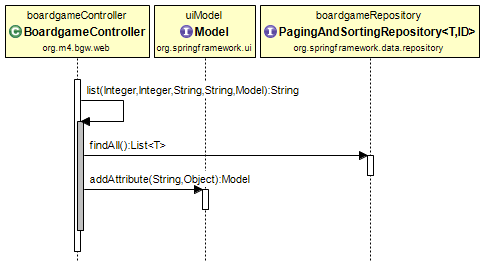 boardgameController
C BoardgameController
org.m4.bgw.web
uiModel
I Model
org.springframework.ui
boardgameRepository
I PagingAndSortingRepository<T,ID>
org.springframework.data.repository
list(Integer,Integer,String,String,Model):String
findAll():List<T>
addAttribute(String,Object):Model